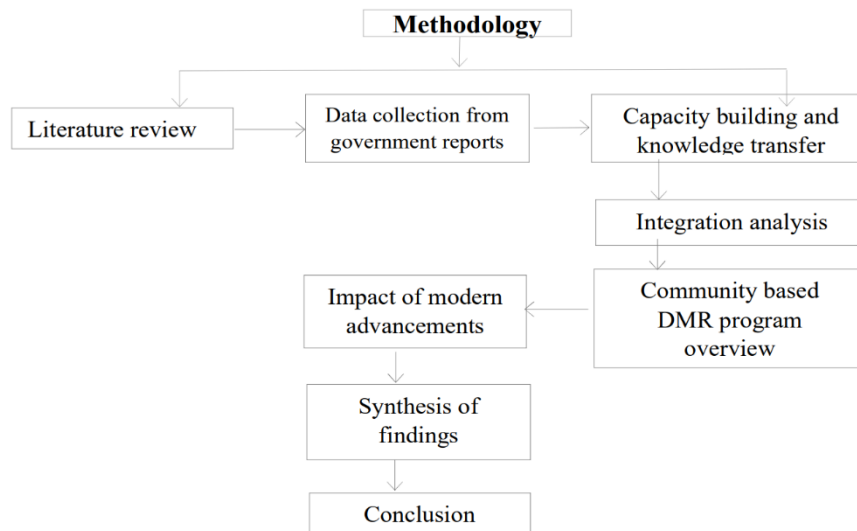 Methodology
Literature review
Data collection from
government reports
Capacity building and
knowledge transfer
Integration analysis
Community based
DMR program
overview
Impact of modern
advancements
Synthesis of
findings
Conclusion